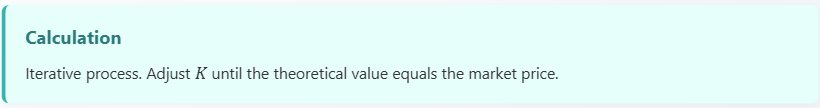 Calculation
Iterative process. Adjust K until the theoretical value equals the market price.